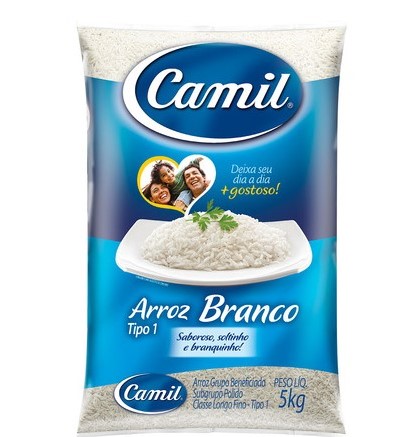 Camil®
Deixa seu
dia a dia
+gostoso!
Arroz Branco
Tipo 1
Saboroso, soltinho
e branquinho!
Camil
Arroz Grupo Beneficiado
Subgrupo Polido
Classe Longo Fino • Tipo 1
PESO LÍQ.
5kg